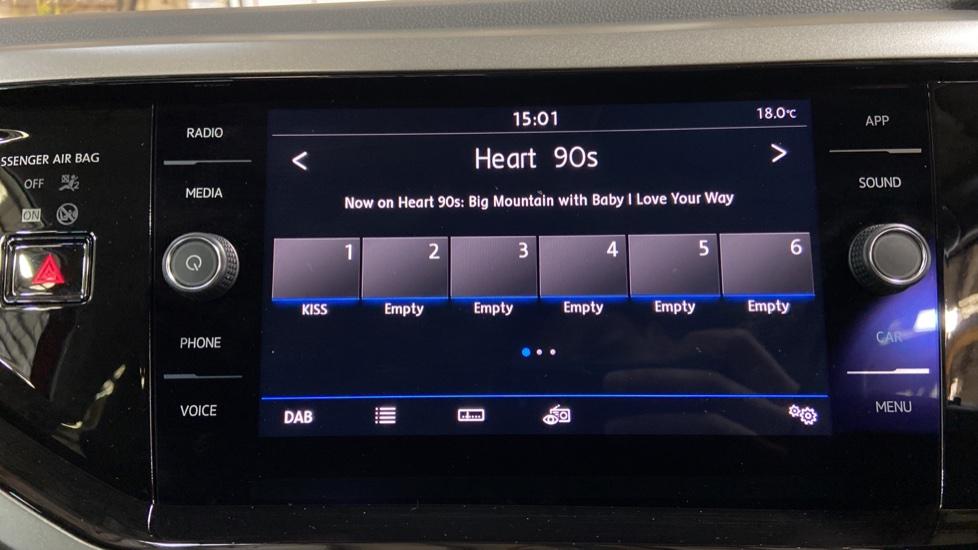 SSENGER AIR BAG
OFF
ON
RADIO
MEDIA
PHONE
VOICE
15:01
18.0°C
< Heart 90s >
Now on Heart 90s: Big Mountain with Baby I Love Your Way
1 2 3 4 5 6
KISS Empty Empty Empty Empty Empty
DAB
APP
SOUND
CAR
MENU